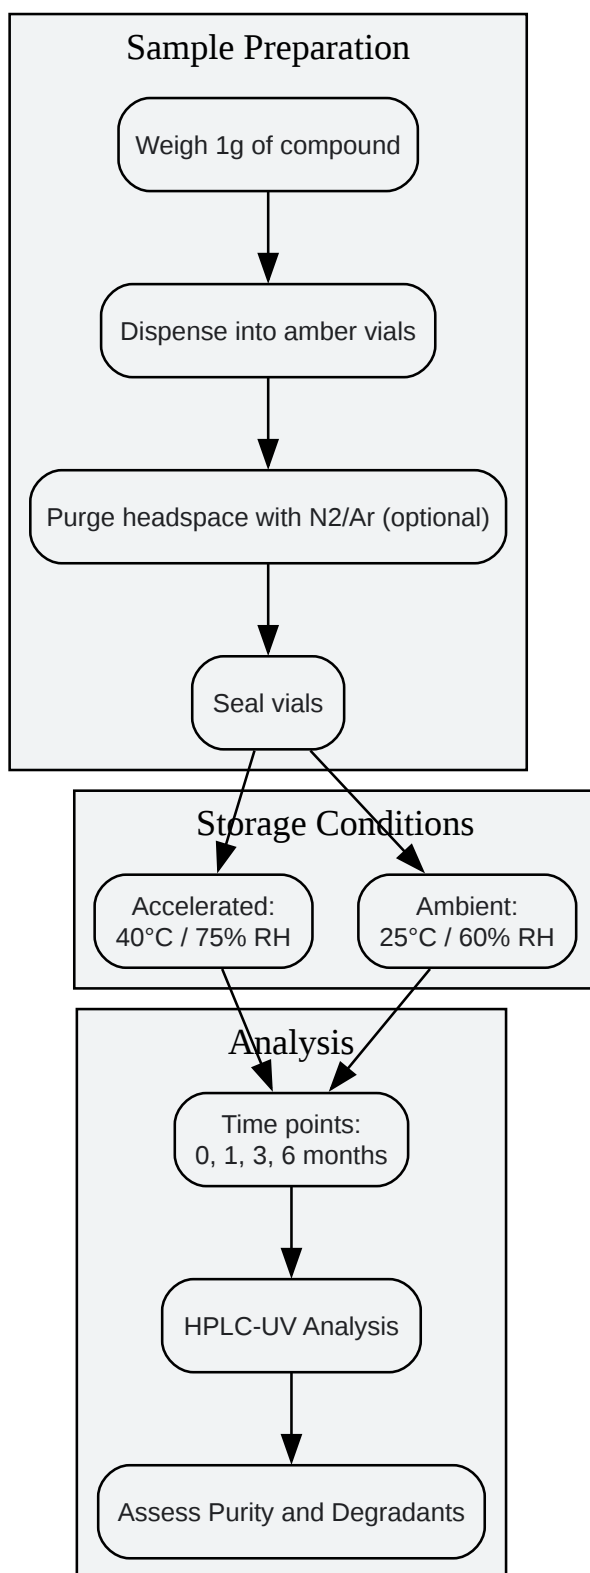 Sample Preparation
Weigh 1g of compound
Dispense into amber vials
Purge headspace with N2/Ar (optional)
Seal vials
Storage Conditions
Accelerated:
40°C / 75% RH
Ambient:
25°C / 60% RH
Analysis
Time points:
0, 1, 3, 6 months
HPLC-UV Analysis
Assess Purity and Degradants